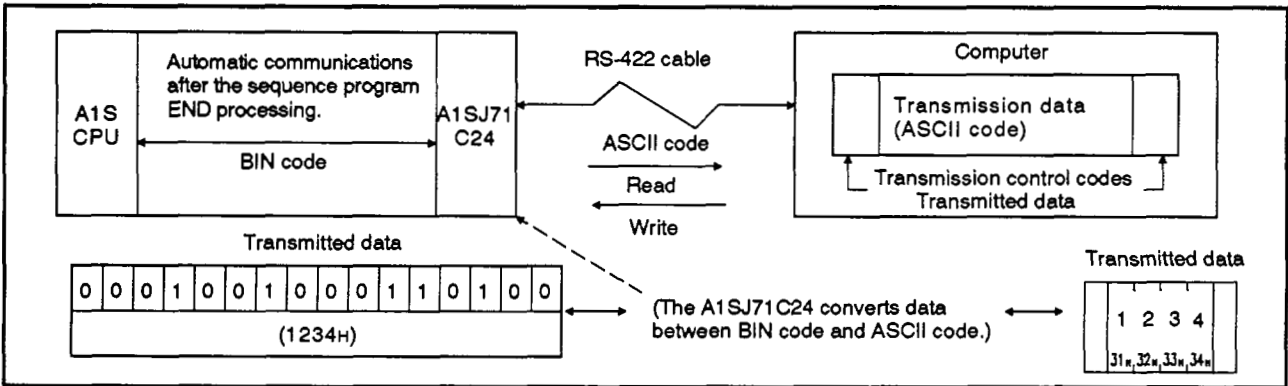 Automatic communications
after the sequence program
END processing.
A1S
CPU
BIN code
A1SJ71
C24
RS-422 cable
ASCII code
Read
Write
Computer
Transmission data
(ASCII code)
Transmission control codes
Transmitted data
Transmitted data
0 0 0 1 0 0 1 0 0 0 1 1 0 1 0 0
(1234H)
(The A1SJ71C24 converts data
between BIN code and ASCII code.)
Transmitted data
1 2 3 4
31H, 32H, 33H, 34H